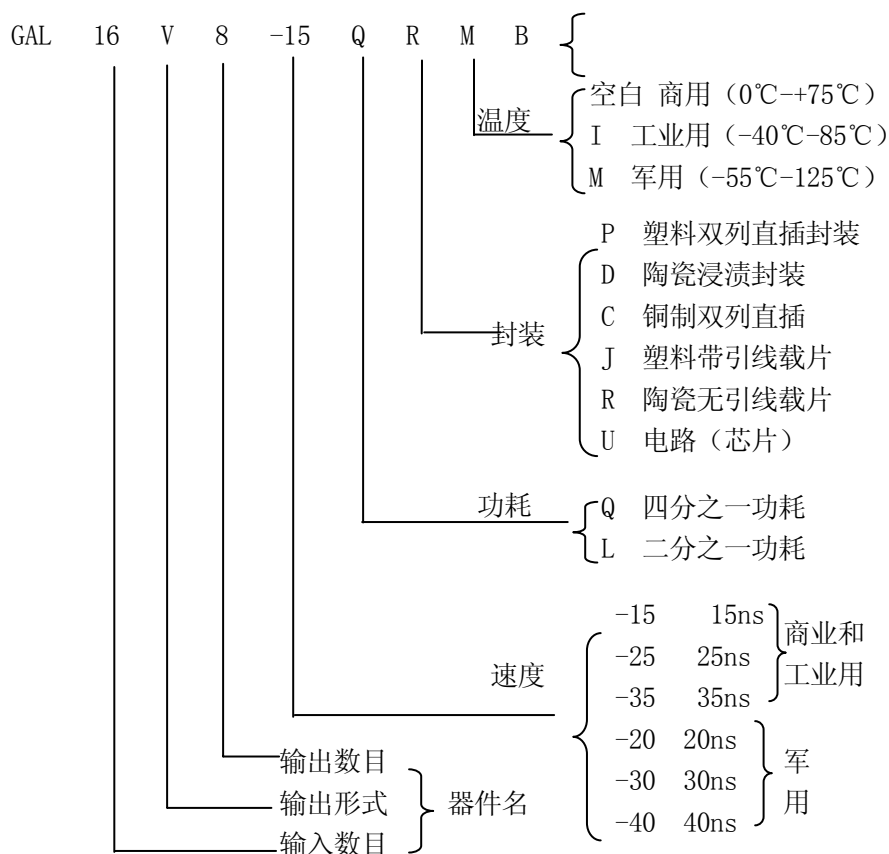 GAL 16 V 8 -15 Q R M B
空白 商用（0℃-+75℃）
温度
I 工业用（-40℃-85℃）
M 军用（-55℃-125℃）
P 塑料双列直插封装
D 陶瓷浸渍封装
C 铜制双列直插
封装
J 塑料带引线载片
R 陶瓷无引线载片
U 电路（芯片）
功耗
Q 四分之一功耗
L 二分之一功耗
-15 15ns
商业和
-25 25ns
工业用
速度
-35 35ns
-20 20ns
输出数目
军
-30 30ns
输出形式
器件名
用
-40 40ns
输入数目